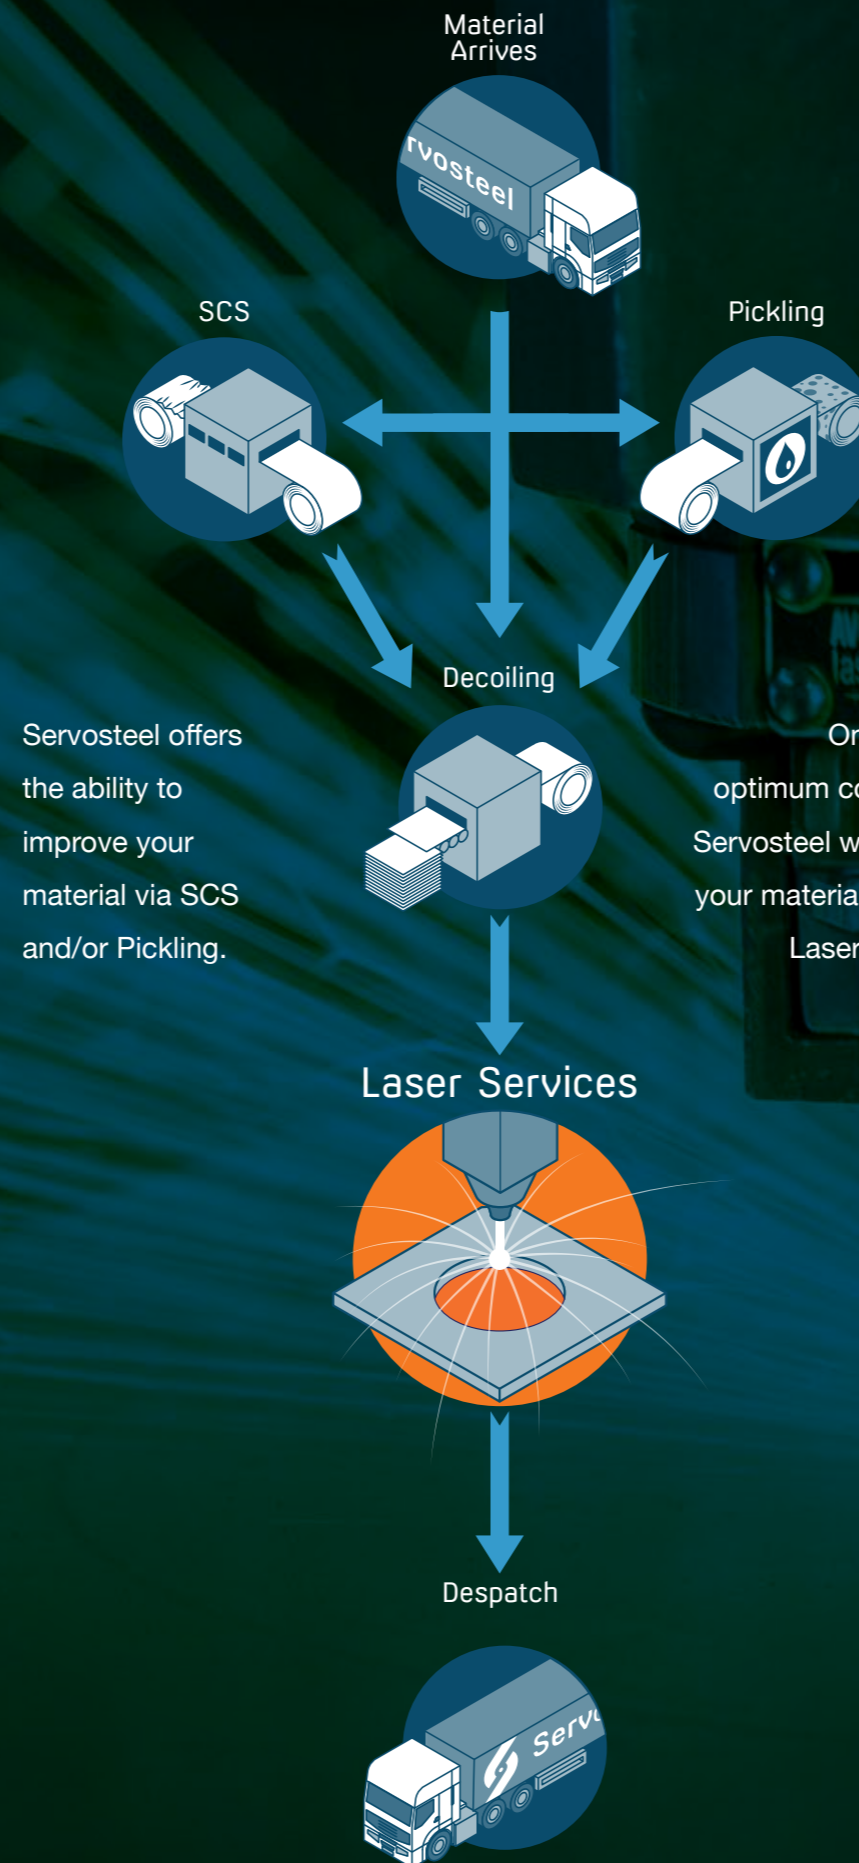 Material
Arrives
rvosteel
SCS
Pickling
Decoiling
Servosteel offers
the ability to
improve your
material via SCS
and/or Pickling.
optimum
Servosteel
your
Laser
Laser Services
Despatch
Serv